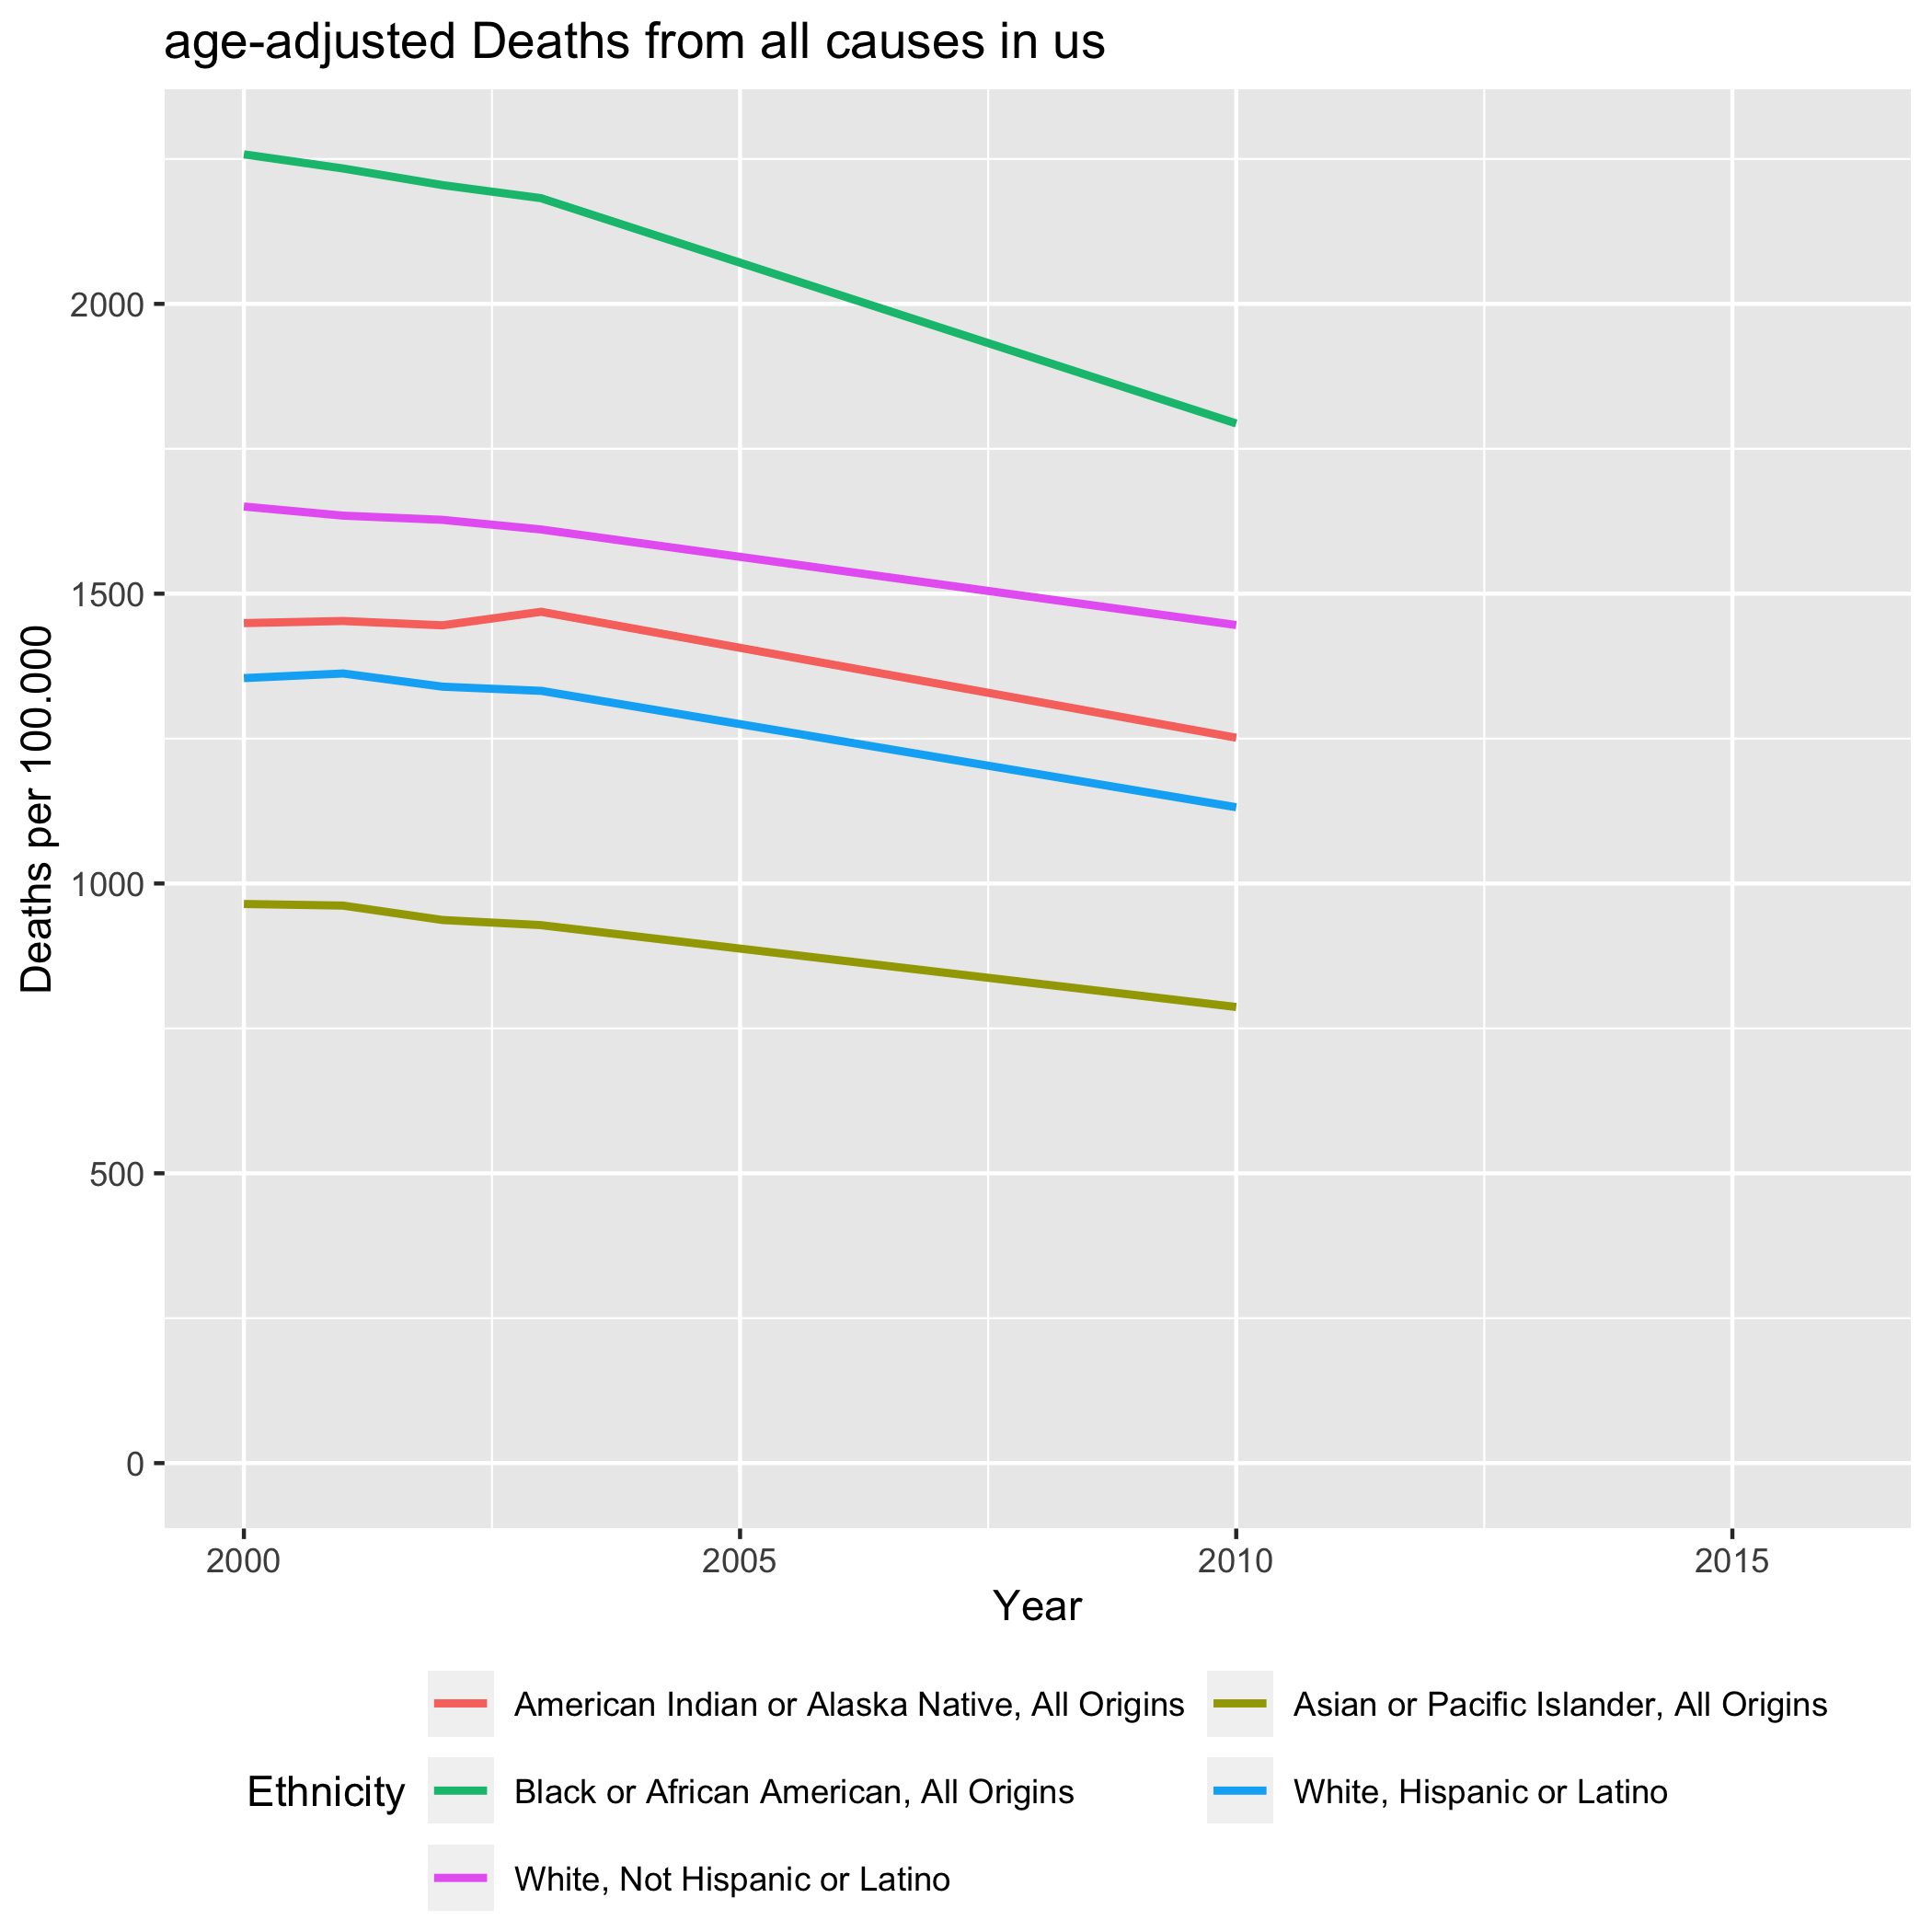 age-adjusted Deaths from all causes in us
Deaths per 100.000
2000
1500
1000
500
0
2000 2005 2010 2015
Year
Ethnicity
American Indian or Alaska Native, All Origins
Asian or Pacific Islander, All Origins
Black or African American, All Origins
White, Hispanic or Latino
White, Not Hispanic or Latino